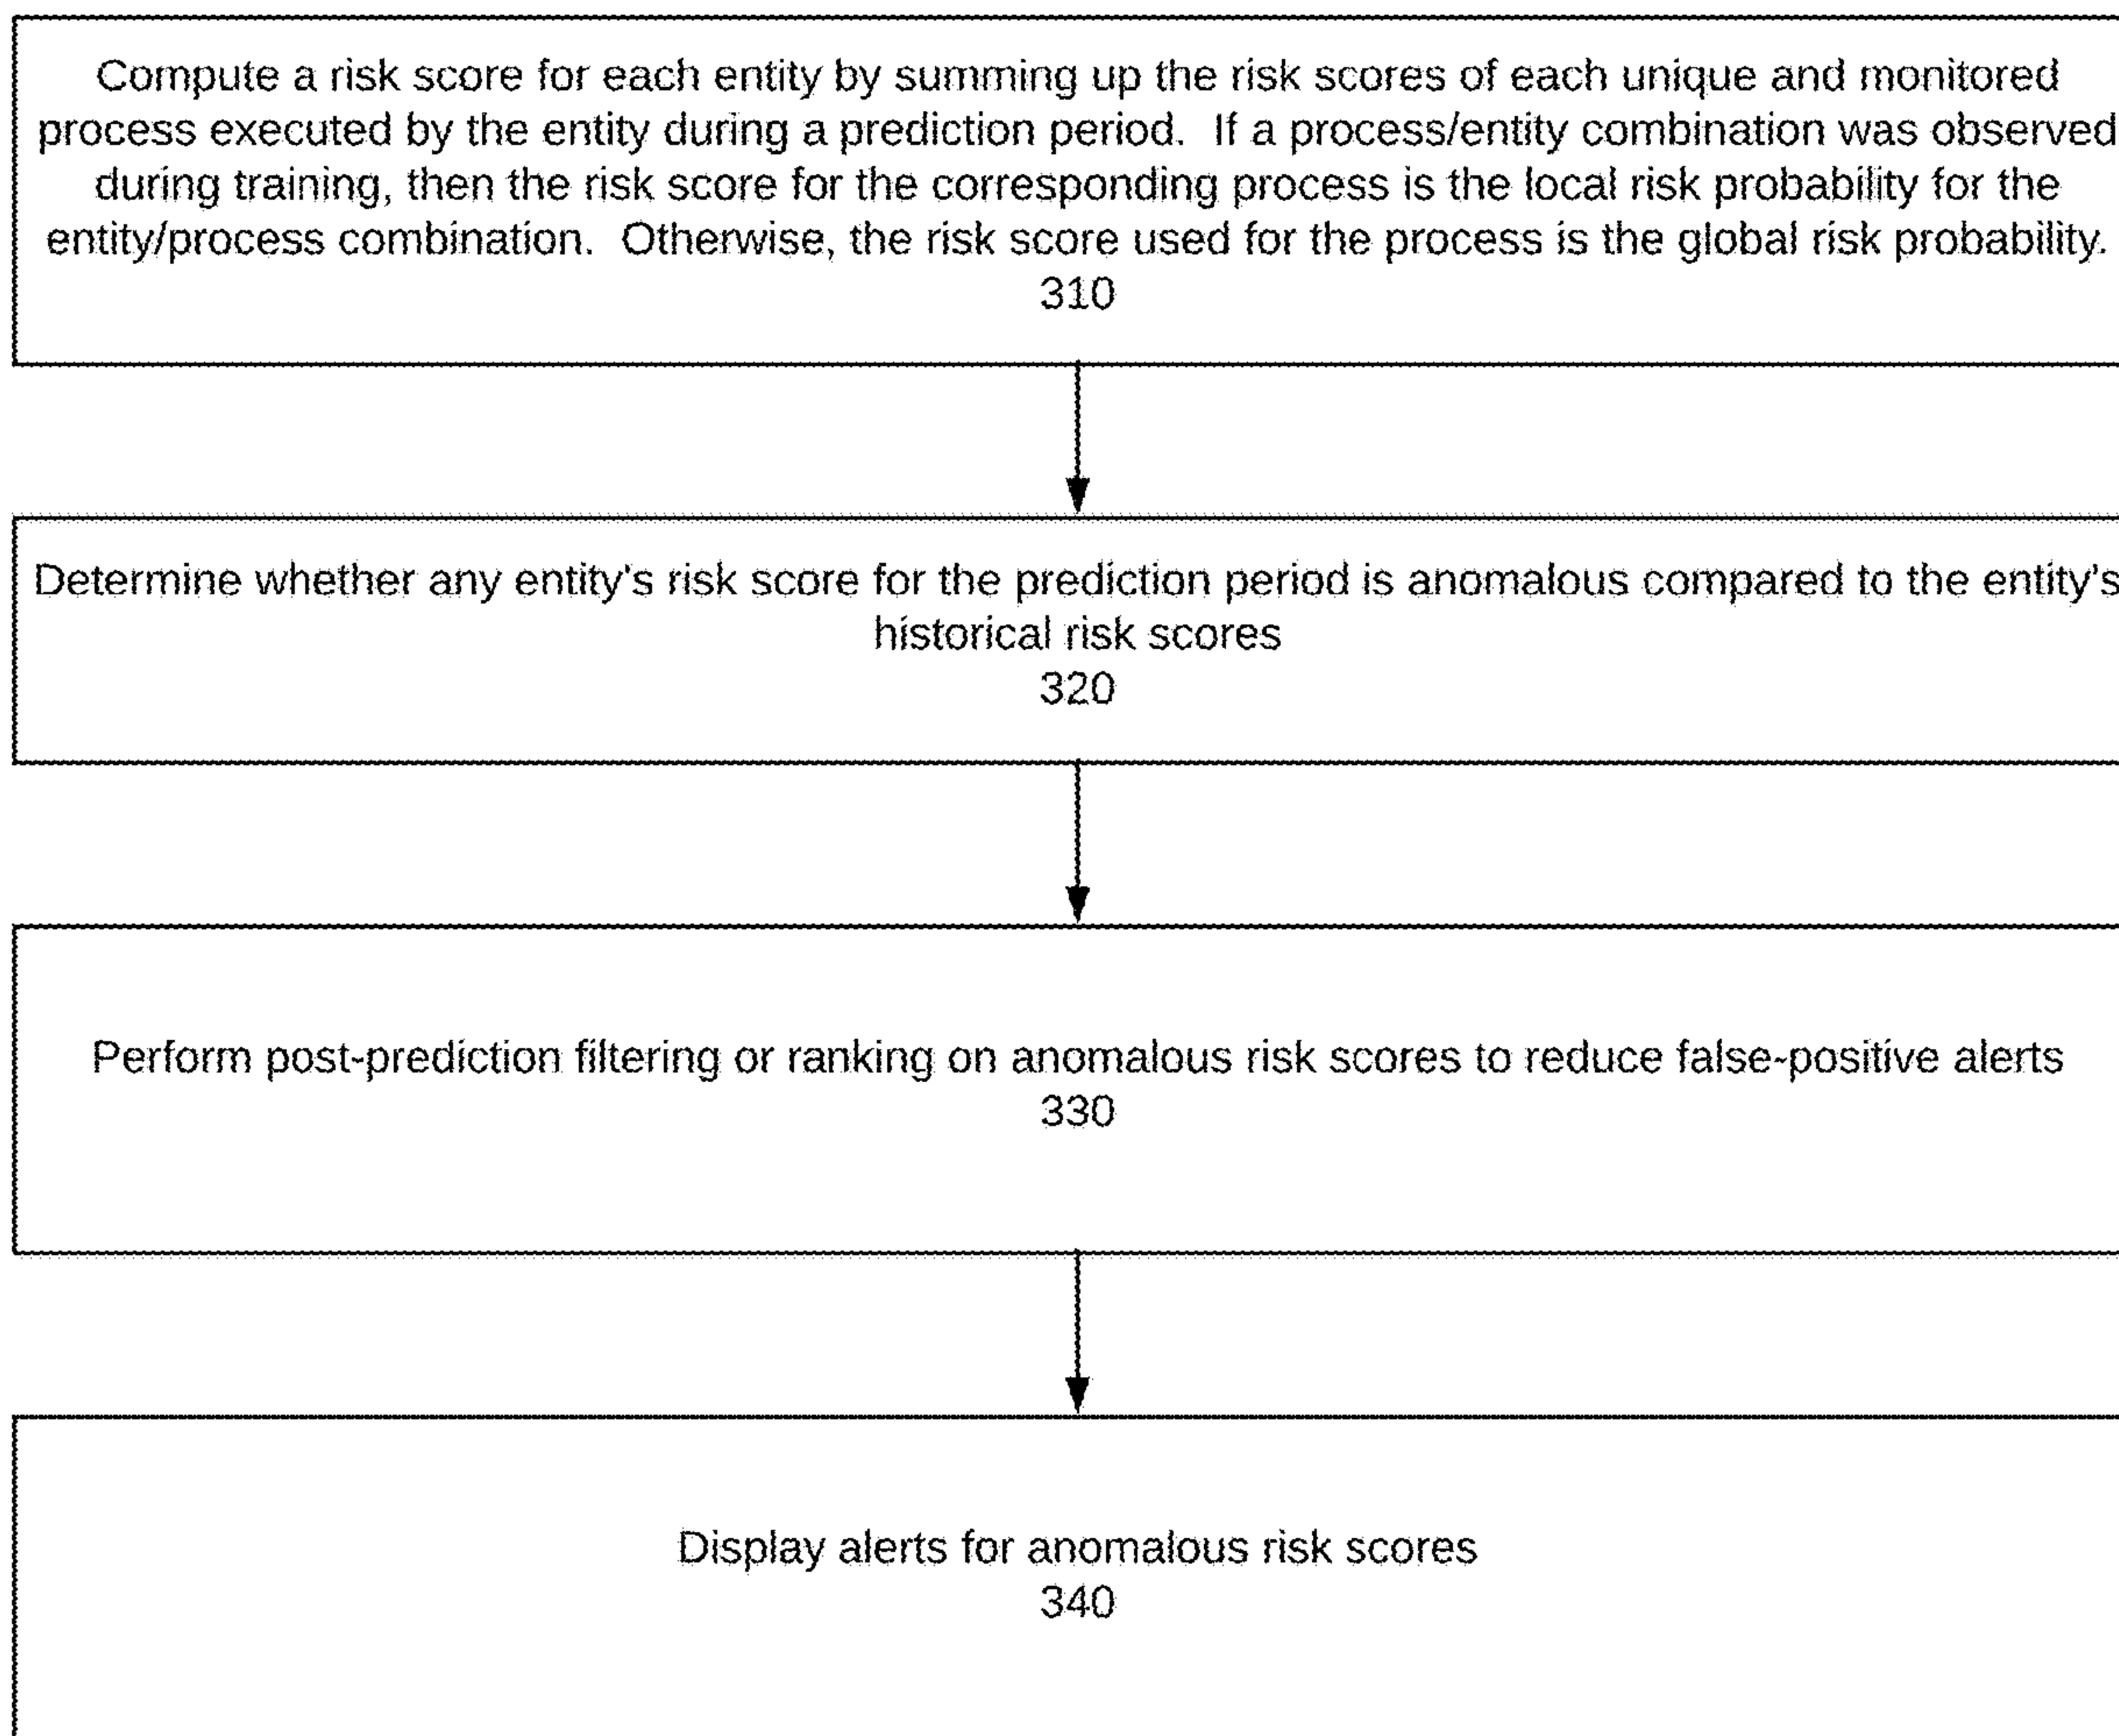 Compute a risk score for each entity by summing up the risk scores of each unique and monitored
process executed by the entity during a prediction period.  If a process/entity combination was observed
during training, then the risk score for the corresponding process is the local risk probability for the
entity/process combination.  Otherwise, the risk score used for the process is the global risk probability.
310
Determine whether any entity's risk score for the prediction period is anomalous compared to the entity's
historical risk scores
320
Perform post-prediction filtering or ranking on anomalous risk scores to reduce false-positive alerts
330
Display alerts for anomalous risk scores
340